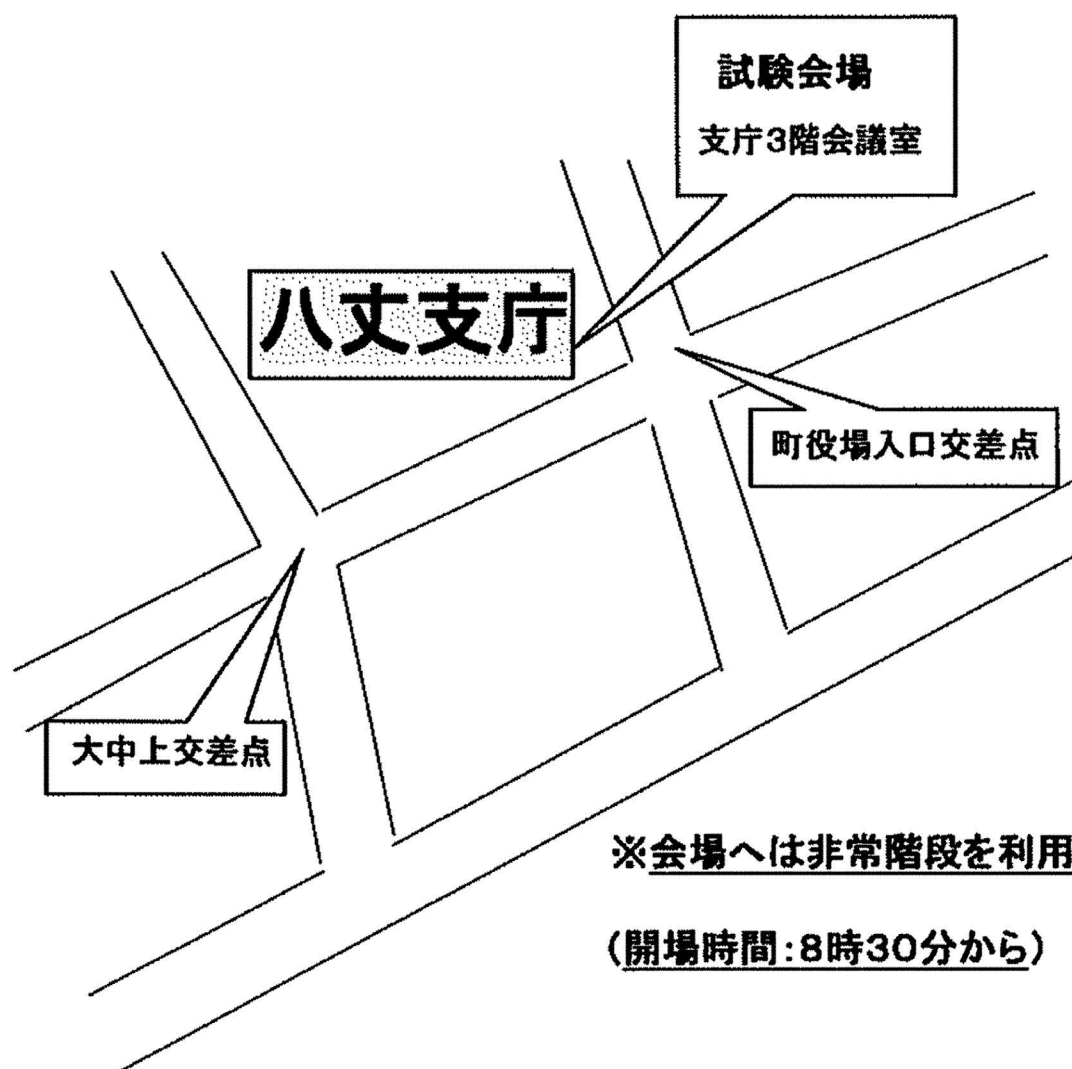 試験会場
支庁3階会議室
八丈支庁
町役場入口交差点
大中上交差点
※会場へは非常階段を利用
(開場時間:8時30分から)